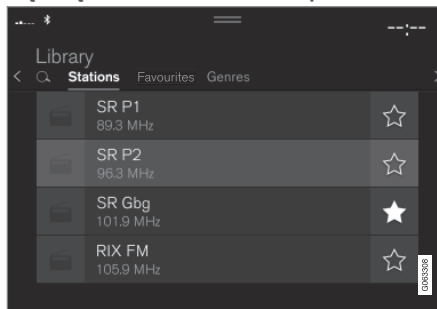 --:--
Library
Stations Favourites Genres
SR P1
89.3 MHz
SR P2
96.3 MHz
SR Gbg
101.9 MHz
RIX FM
105.9 MHz
G063308